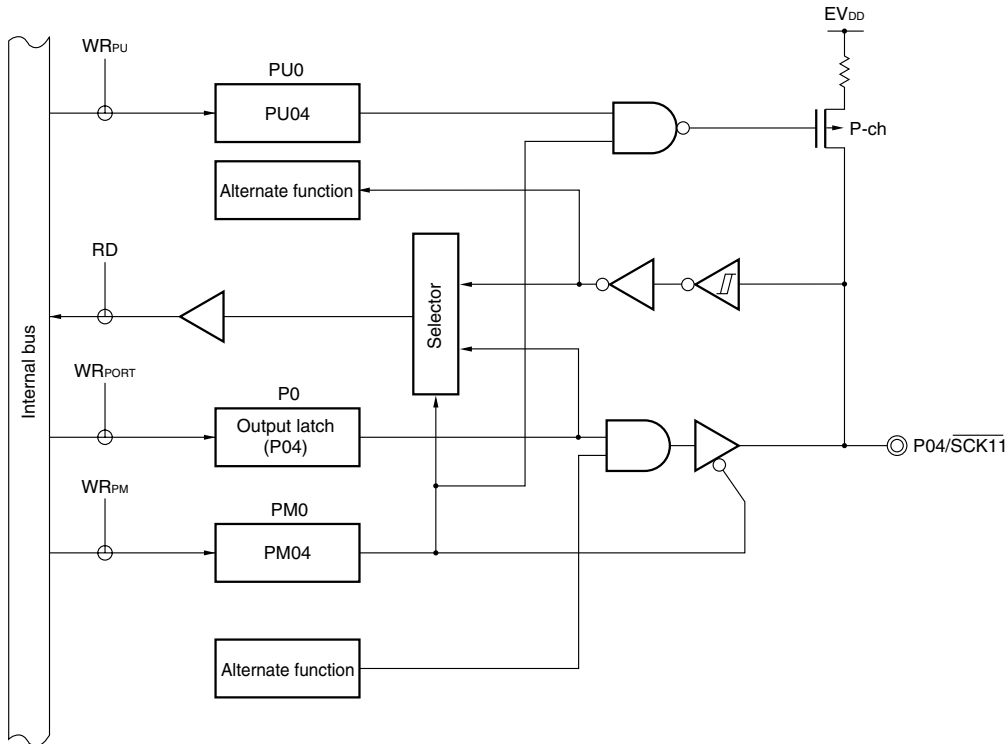 EVDD
WRPU
PU0
PU04
P-ch
Alternate function
RD
Selector
Internal bus
WRPORT
P0
Output latch
(P04)
P04/SCK11
WRPM
PM0
PM04
Alternate function